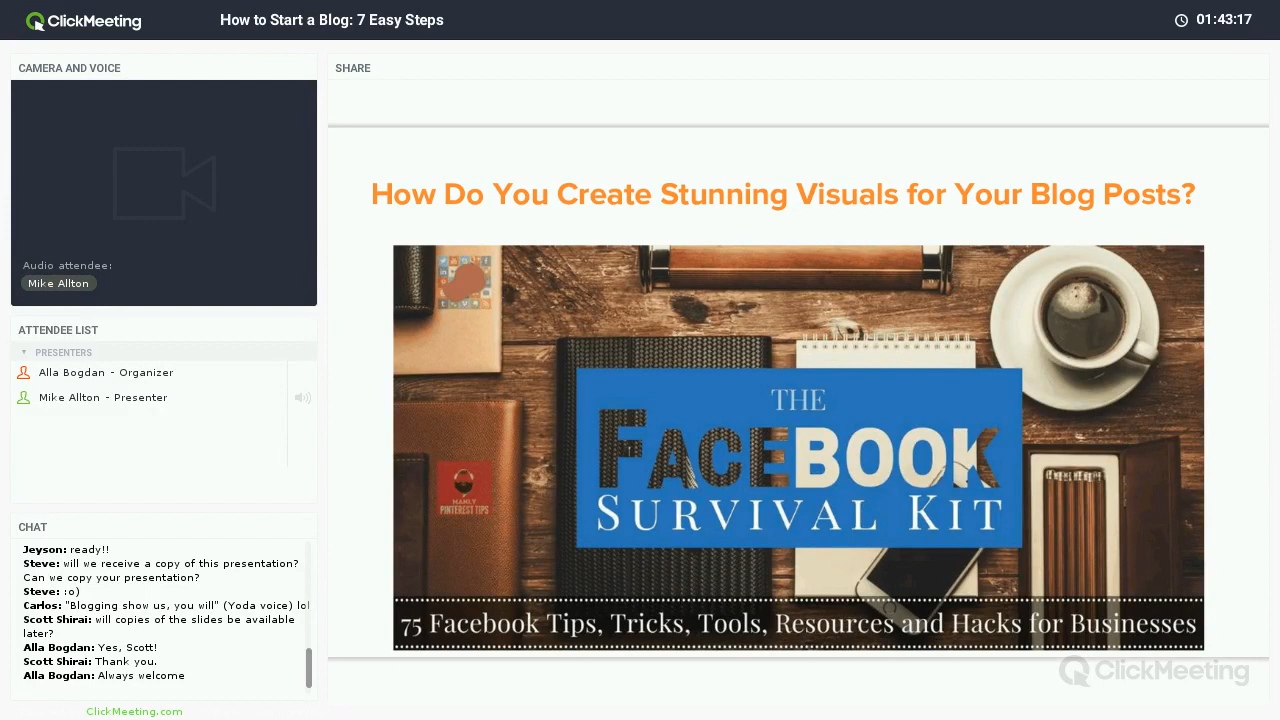 ClickMeeting
How to Start a Blog: 7 Easy Steps
01:43:17
CAMERA AND VOICE
Audio attendee:
Mike Allton
ATTENDEE LIST
PRESENTERS
Alla Bogdan - Organizer
Mike Allton - Presenter
CHAT
Jeyson: ready!!
Steve: will we receive a copy of this presentation?
Can we copy your presentation?
Steve: :o)
Carlos: "Blogging show us, you will" (Yoda voice) lol
Scott Shirai: will copies of the slides be available
later?
Alla Bogdan: Yes, Scott!
Scott Shirai: Thank you.
Alla Bogdan: Always welcome
ClickMeeting.com
SHARE
How Do You Create Stunning Visuals for Your Blog Posts?
THE
FACEBOOK
SURVIVAL KIT
MANLY
PINTEREST TIPS
75 Facebook Tips, Tricks, Tools, Resources and Hacks for Businesses
ClickMeeting